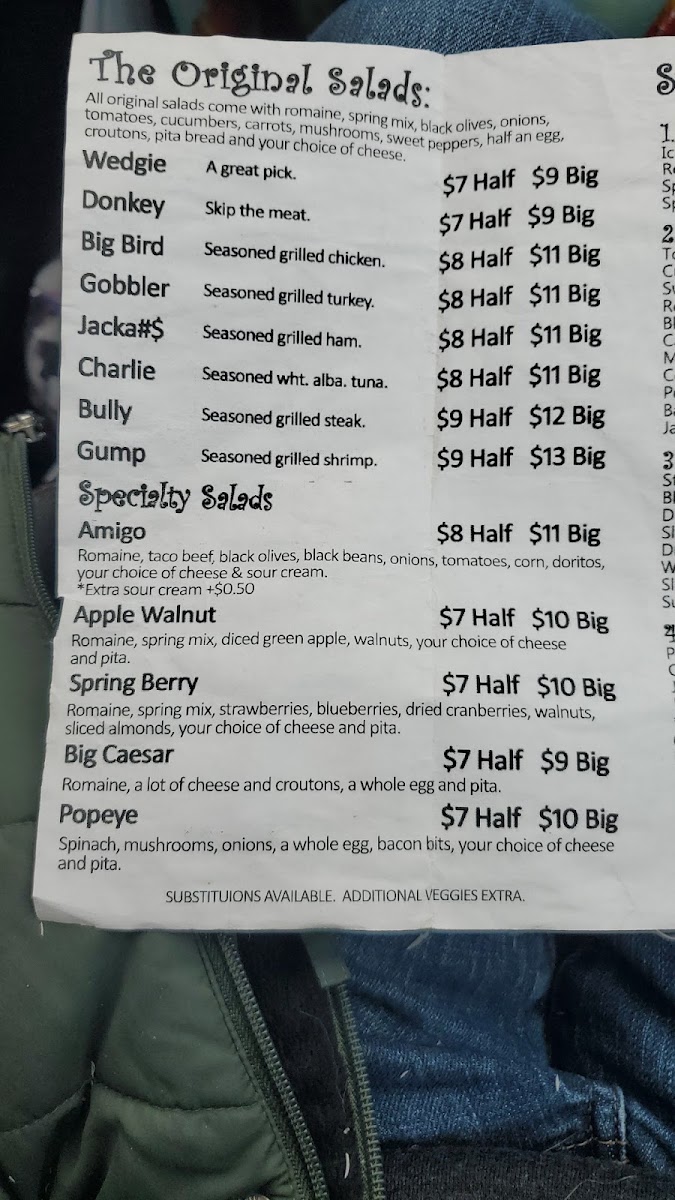 The Original Salads:
All original salads come with romaine, spring mix, black olives, onions,
tomatoes, cucumbers, carrots, mushrooms, sweet peppers, half an egg,
croutons, pita bread and your choice of cheese.
Wedgie A great pick. $7 Half $9 Big
Donkey Skip the meat. $7 Half $9 Big
Big Bird Seasoned grilled chicken. $8 Half $11 Big
Gobbler Seasoned grilled turkey. $8 Half $11 Big
Jacka#$ Seasoned grilled ham. $8 Half $11 Big
Charlie Seasoned wht. alba. tuna. $8 Half $11 Big
Bully Seasoned grilled steak. $9 Half $12 Big
Gump Seasoned grilled shrimp. $9 Half $13 Big
Specialty Salads
Amigo $8 Half $11 Big
Romaine, taco beef, black olives, black beans, onions, tomatoes, corn, doritos,
your choice of cheese & sour cream.
*Extra sour cream +$0.50
Apple Walnut $7 Half $10 Big
Romaine, spring mix, diced green apple, walnuts, your choice of cheese
and pita.
Spring Berry $7 Half $10 Big
Romaine, spring mix, strawberries, blueberries, dried cranberries, walnuts,
sliced almonds, your choice of cheese and pita.
Big Caesar $7 Half $9 Big
Romaine, a lot of cheese and croutons, a whole egg and pita.
Popeye $7 Half $10 Big
Spinach, mushrooms, onions, a whole egg, bacon bits, your choice of cheese
and pita.
SUBSTITUIONS AVAILABLE. ADDITIONAL VEGGIES EXTRA.